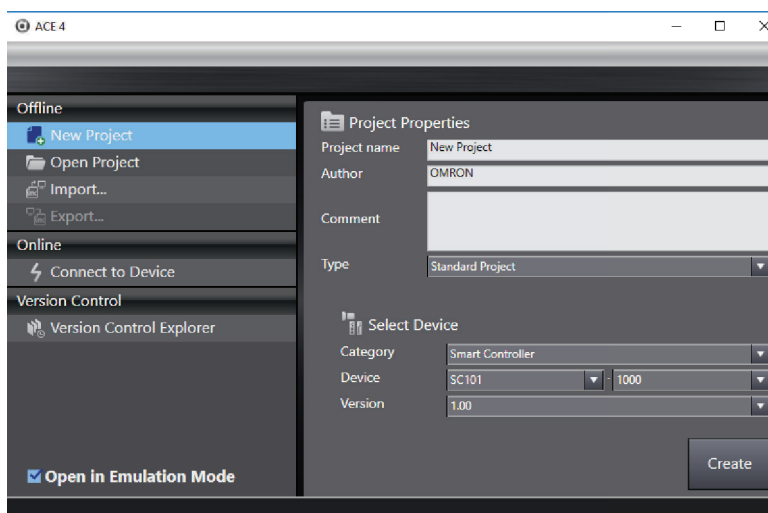 ACE 4
Offline
New Project
Open Project
Import...
Export...
Online
Connect to Device
Version Control
Version Control Explorer
Open in Emulation Mode
Project Properties
Project name New Project
Author OMRON
Comment
Type Standard Project
Select Device
Category Smart Controller
Device SC101 - 1000
Version 1.00
Create